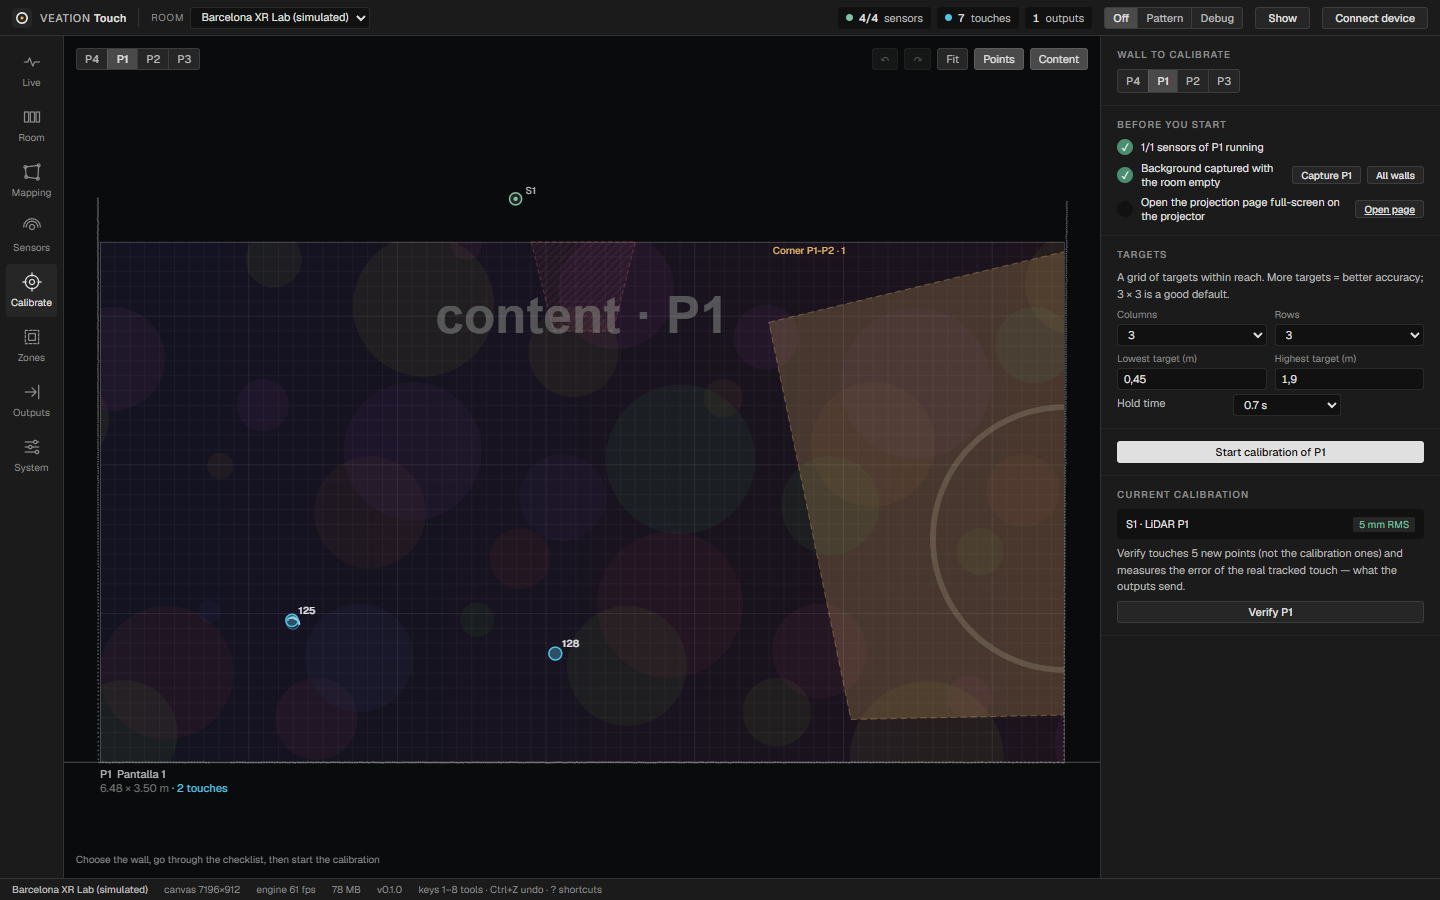 VEATION Touch
ROOM
Barcelona XR Lab (simulated)
4/4 sensors
7 touches
1 outputs
Off
Pattern
Debug
Show
Connect device
Live
Room
Mapping
Sensors
Calibrate
Zones
Outputs
System
P4
P1
P2
P3
Fit
Points
Content
S1
Corner P1-P2 · 1
content · P1
125
128
P1 Pantalla 1
6.48 × 3.50 m · 2 touches
Choose the wall, go through the checklist, then start the calibration
WALL TO CALIBRATE
P4
P1
P2
P3
BEFORE YOU START
1/1 sensors of P1 running
Background captured with
the room empty
Capture P1
All walls
Open the projection page full-screen on
the projector
Open page
TARGETS
A grid of targets within reach. More targets = better accuracy;
3 × 3 is a good default.
Columns
Rows
3
3
Lowest target (m)
Highest target (m)
0,45
1,9
Hold time
0.7 s
Start calibration of P1
CURRENT CALIBRATION
S1 · LiDAR P1
5 mm RMS
Verify touches 5 new points (not the calibration ones) and
measures the error of the real tracked touch — what the
outputs send.
Verify P1
Barcelona XR Lab (simulated)
canvas 7196×912
engine 61 fps
78 MB
v0.1.0
keys 1–8 tools · Ctrl+Z undo · ? shortcuts